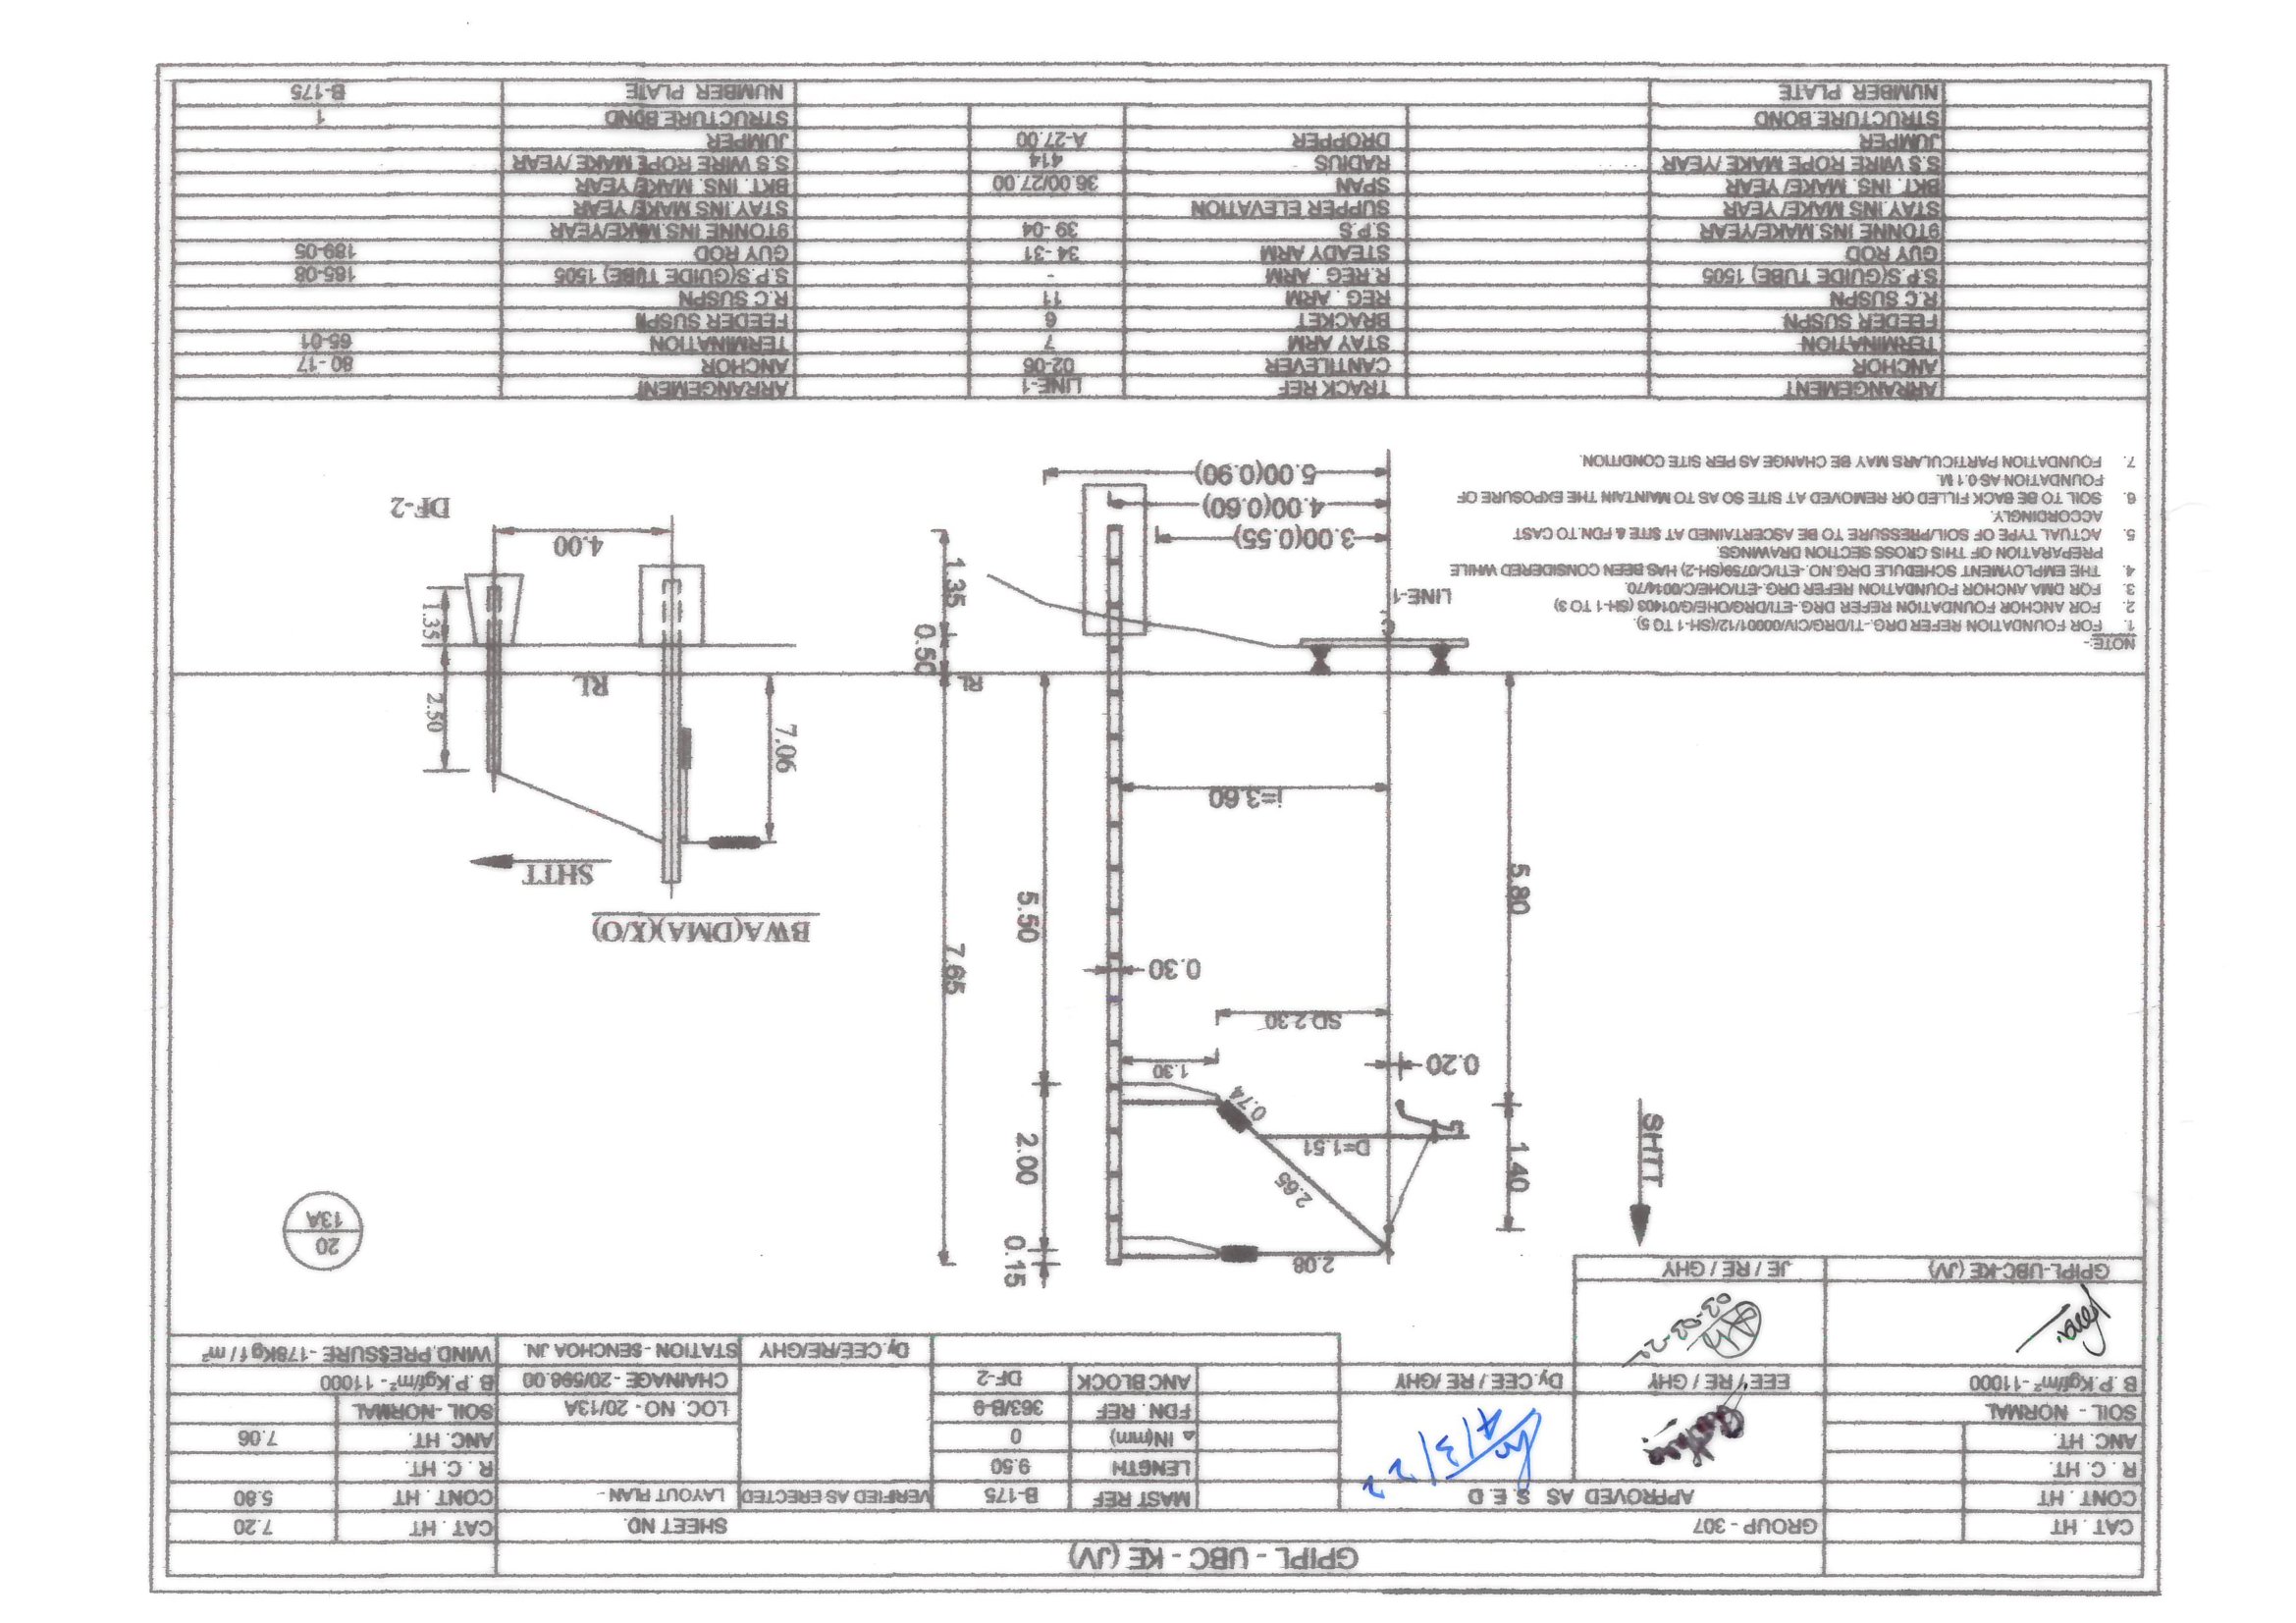 GPIPL - UBC - KE (JV)
CAT . HT
GROUP - 307
SHEET NO.
CAT . HT 7.20
CONT . HT
APPROVED AS S. E. D
MAST REF B-175
VERIFIED AS ERECTED
LAYOUT PLAN -
CONT . HT 5.80
R . C. HT.
LENGTH 9.50
R . C. HT.
ANC. HT.
4/3/22
△ IN(mm) 0
ANC. HT. 7.06
SOIL - NORMAL
FDN. REF 363/B-9
LOC. NO - 20/13A
SOIL -NORMAL
B .P.Kgf/m² -11000
EEE / RE / GHY
Dy.CEE / RE /GHY
ANC BLOCK DF-2
CHAINAGE - 20/598.00
B .P.Kgf/m² - 11000
Dy.CEE/RE/GHY
STATION - SENCHOA JN.
WIND.PRESSURE -178Kg f / m²
03-03-22
GPIPL-UBC-KE (JV)
JE / RE / GHY
SHTT
1.40
5.80
2.08
2.65
D=1.51
0.74
0.20
1.30
SD 2.30
0.30
i=3.60
0.15
2.00
5.50
7.65
20
13A
BWA(DMA)(X/O)
SHTT
7.06
RL
2.50
1.35
4.00
DF-2
RL
0.50
1.35
LINE-1
3.00(0.55)
4.00(0.60)
5.00(0.90)
NOTE:-
1. FOR FOUNDATION REFER DRG.-TI/DRG/CIV/00001/12/(SH-1 TO 5).
2. FOR ANCHOR FOUNDATION REFER DRG.-ETI/DRG/OHE/G/01403 (SH-1 TO 3)
3. FOR DMA ANCHOR FOUNDATION REFER DRG.-ETI/OHE/C/0014/70.
4. THE EMPLOYMENT SCHEDULE DRG.NO.-ETI/C/0759(SH-2) HAS BEEN CONSIDERED WHILE
PREPARATION OF THIS CROSS SECTION DRAWINGS.
5. ACTUAL TYPE OF SOIL/PRESSURE TO BE ASCERTAINED AT SITE & FDN.TO CAST
ACCORDINGLY.
6. SOIL TO BE BACK FILLED OR REMOVED AT SITE SO AS TO MAINTAIN THE EXPOSURE OF
FOUNDATION AS 0.1 M.
7. FOUNDATION PARTICULARS MAY BE CHANGE AS PER SITE CONDITION.
ARRANGEMENT TRACK REF LINE-1 ARRANGEMENT
ANCHOR CANTILEVER 02-06 ANCHOR 80 -17
TERMINATION STAY ARM 7 TERMINATION 65-01
FEEDER SUSPN BRACKET 6 FEEDER SUSPN
R.C SUSPN REG . ARM 11 R.C SUSPN
S.P.S(GUIDE TUBE) 1505 R.REG . ARM - S.P.S(GUIDE TUBE) 1505 165-08
GUY ROD STEADY ARM 34 -31 GUY ROD 189-05
9TONNE INS.MAKE/YEAR S.P.S 39 -04 9TONNE INS.MAKE/YEAR
STAY.INS MAKE/ YEAR SUPPER ELEVATION STAY.INS MAKE/ YEAR
BKT. INS. MAKE/ YEAR SPAN 36.00/27.00 BKT. INS. MAKE/ YEAR
S.S WIRE ROPE MAKE /YEAR RADIUS 414 S.S WIRE ROPE MAKE /YEAR
JUMPER DROPPER A-27.00 JUMPER
STRUCTURE.BOND STRUCTURE.BOND 1
NUMBER PLATE NUMBER PLATE B-175